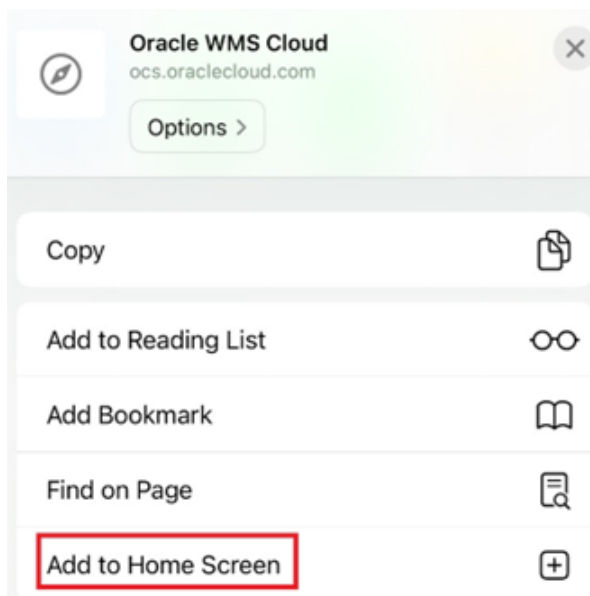 Oracle WMS Cloud
ocs.oraclecloud.com
Options >
Copy
Add to Reading List
Add Bookmark
Find on Page
Add to Home Screen